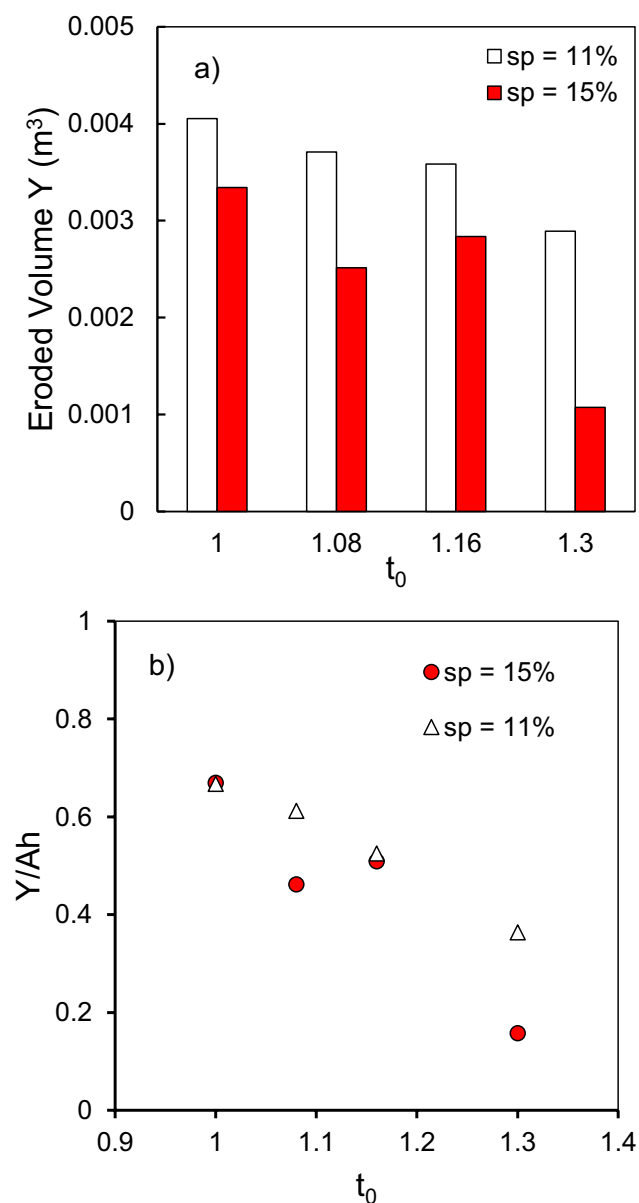 0.005
a)
sp = 11%
sp = 15%
0.004
0.003
0.002
0.001
0
Eroded Volume Y (m³)
1 1.08 1.16 1.3
t₀
1
b)
sp = 15%
sp = 11%
0.8
0.6
0.4
0.2
0
Y/Ah
0.9 1 1.1 1.2 1.3 1.4
t₀